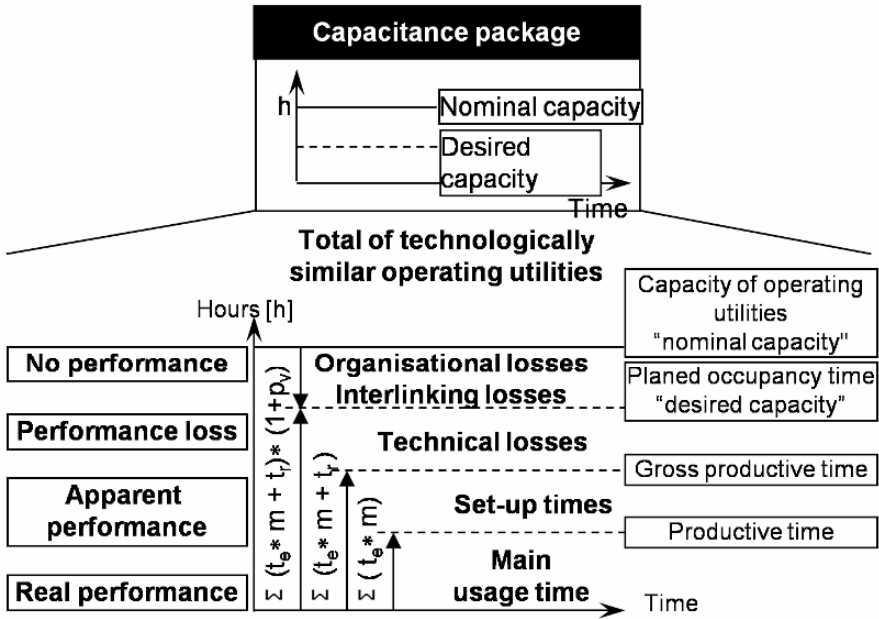 Capacitance package
h
Nominal capacity
Desired
capacity
Time
Total of technologically
similar operating utilities
Hours [h]
Capacity of operating
utilities
“nominal capacity"
No performance
Organisational losses
Interlinking losses
Planed occupancy time
“desired capacity”
Performance loss
Technical losses
Gross productive time
Apparent
performance
Set-up times
Productive time
Real performance
Main
usage time
Time
Σ (te* m + tr)* (1+pv)
Σ (te* m + tr)
Σ ( te* m)